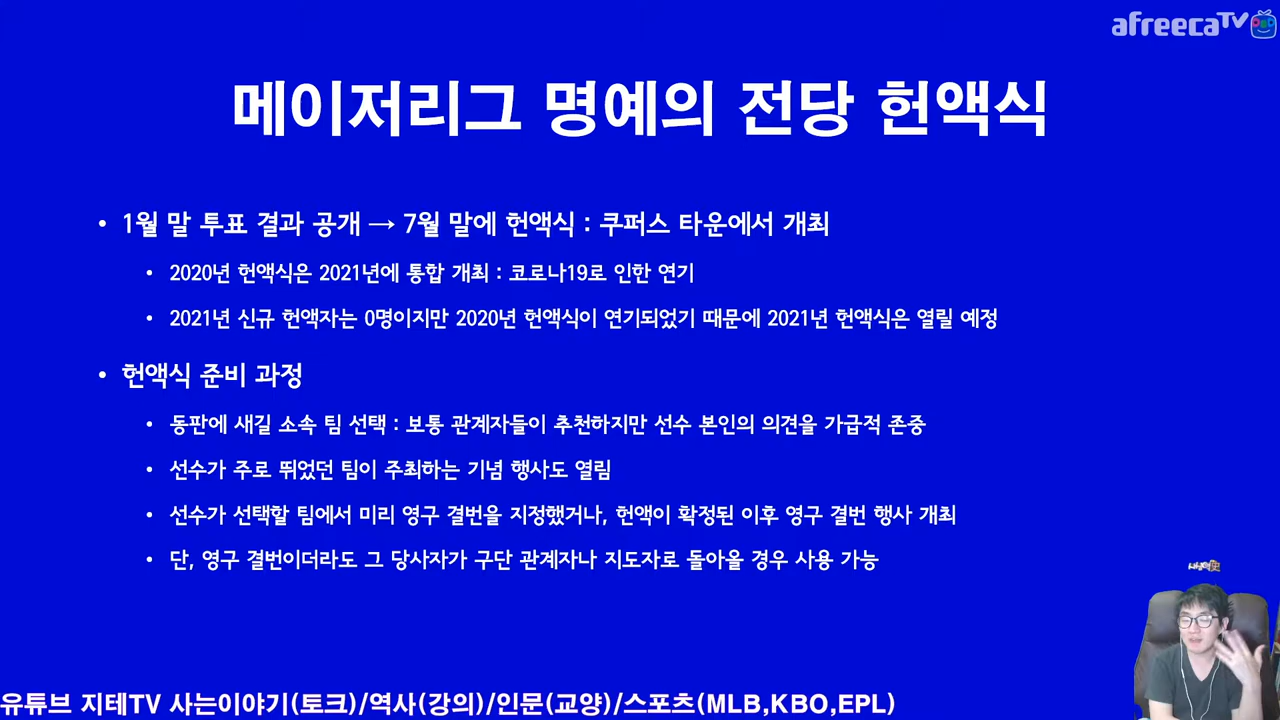 afreecaTV
메이저리그 명예의 전당 헌액식
• 1월 말 투표 결과 공개 → 7월 말에 헌액식 : 쿠퍼스 타운에서 개최
• 2020년 헌액식은 2021년에 통합 개최 : 코로나19로 인한 연기
• 2021년 신규 헌액자는 0명이지만 2020년 헌액식이 연기되었기 때문에 2021년 헌액식은 열릴 예정
• 헌액식 준비 과정
• 동판에 새길 소속 팀 선택 : 보통 관계자들이 추천하지만 선수 본인의 의견을 가급적 존중
• 선수가 주로 뛰었던 팀이 주최하는 기념 행사도 열림
• 선수가 선택할 팀에서 미리 영구 결번을 지정했거나, 헌액이 확정된 이후 영구 결번 행사 개최
• 단, 영구 결번이더라도 그 당사자가 구단 관계자나 지도자로 돌아올 경우 사용 가능
유튜브 지테TV 사는이야기(토크)/역사(강의)/인문(교양)/스포츠(MLB,KBO,EPL)